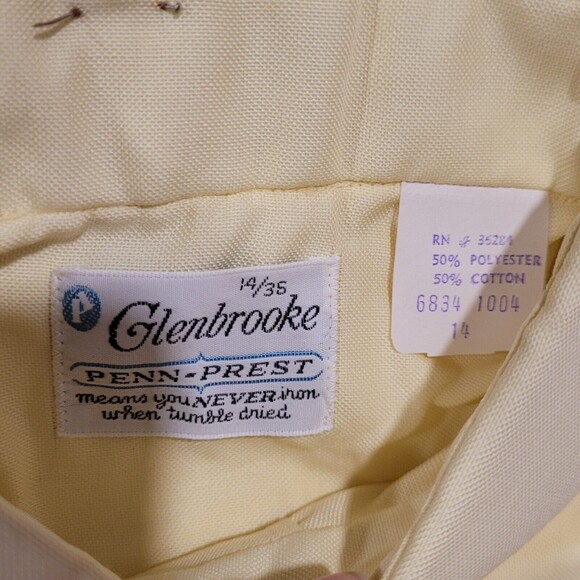 14/35
Glenbrooke
PENN-PREST
means you NEVER iron
when tumble dried
RN # 36284
50% POLYESTER
50% COTTON
6834 1004
14